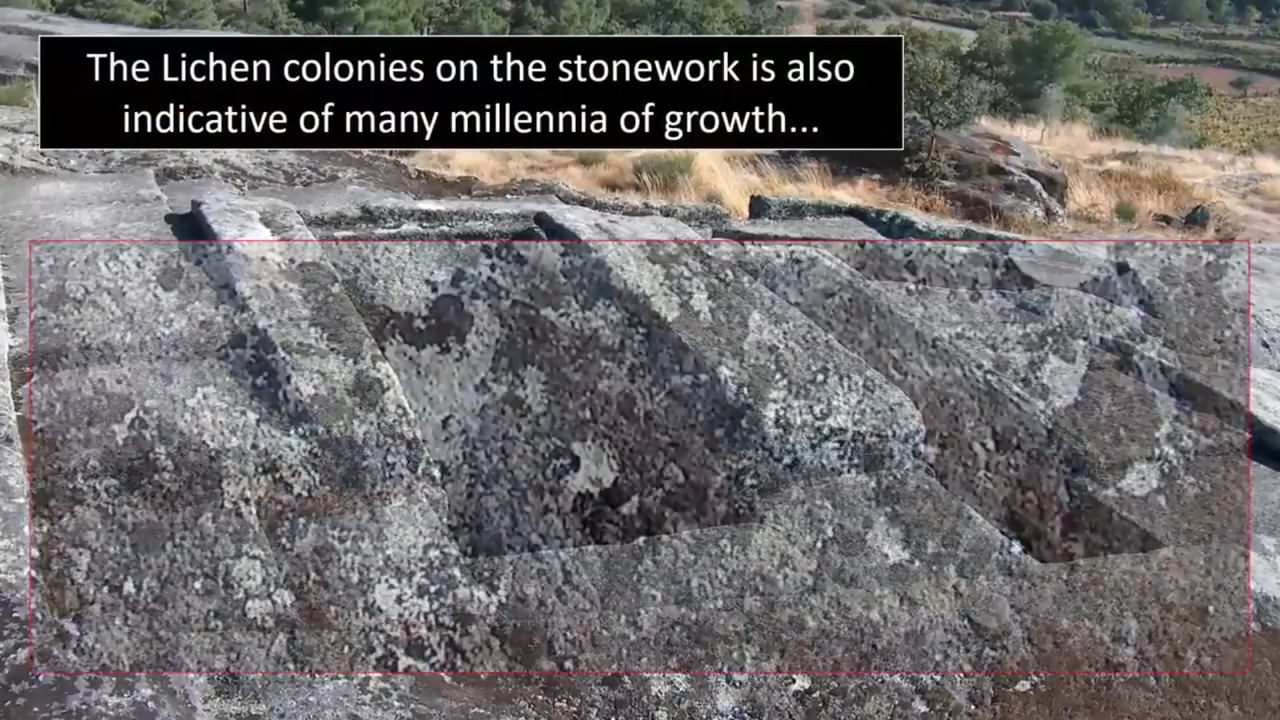 The Lichen colonies on the stonework is also
indicative of many millennia of growth...